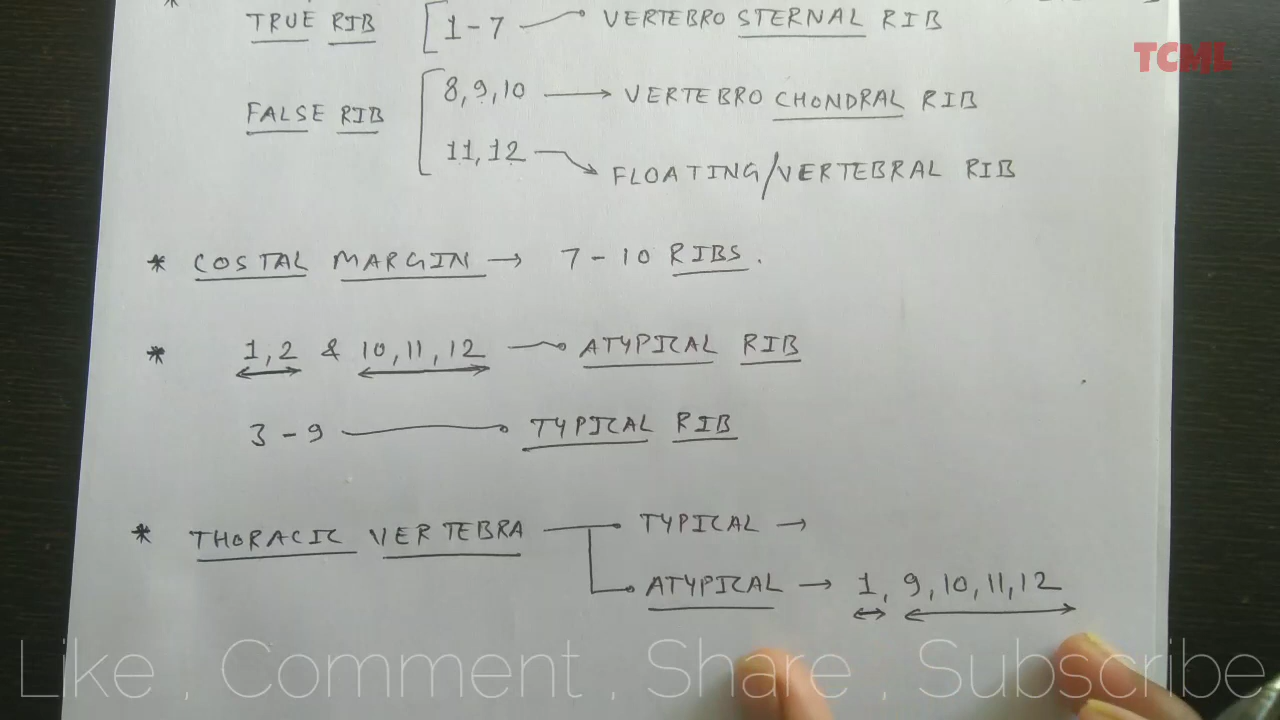 TRUE RIB [ 1-7 → VERTEBRO STERNAL RIB
TCML
FALSE RIB [ 8, 9, 10 → VERTEBRO CHONDRAL RIB
11, 12 → FLOATING/VERTEBRAL RIB
* COSTAL MARGIN → 7-10 RIBS.
* 1, 2 & 10, 11, 12 → ATYPICAL RIB
3-9 → TYPICAL RIB
* THORACIC VERTEBRA → TYPICAL →
ATYPICAL → 1, 9, 10, 11, 12
Like , Comment , Share , Subscribe